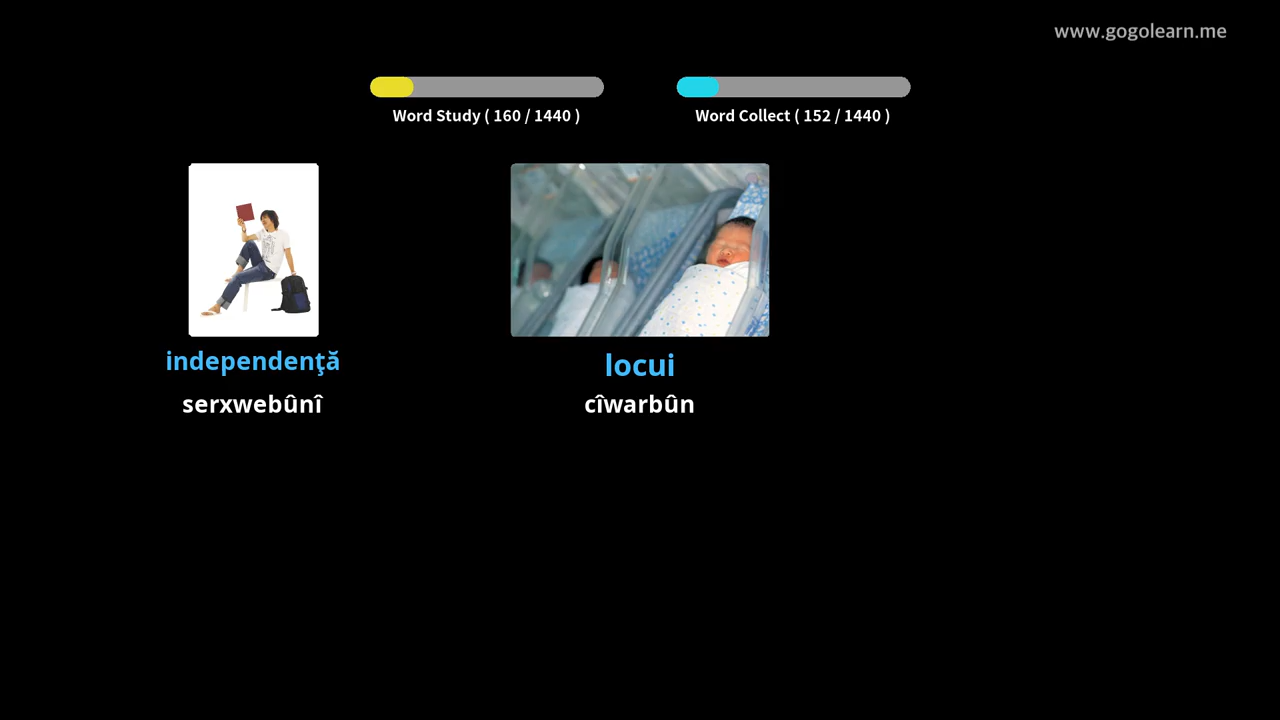 www.gogolearn.me
Word Study ( 160 / 1440 )
Word Collect ( 152 / 1440 )
independenţă
serxwebûnî
locui
cîwarbûn